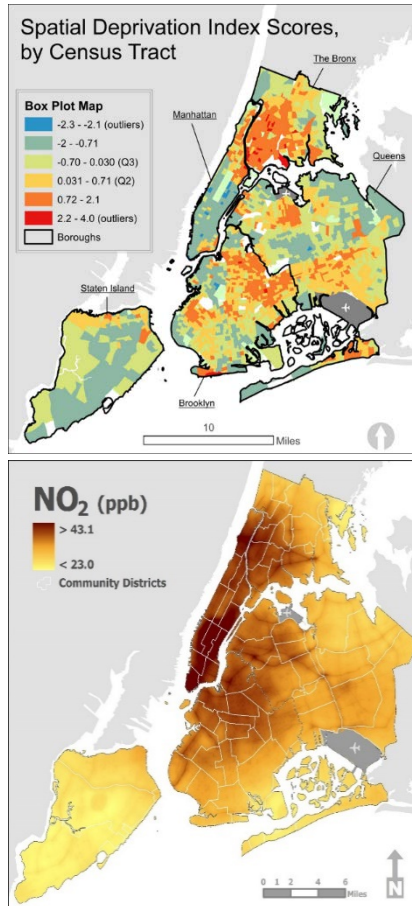 Spatial Deprivation Index Scores,
by Census Tract
The Bronx
Box Plot Map
-2.3 - -2.1 (outliers)
-2 - -0.71
-0.70 - 0.030 (Q3)
0.031 - 0.71 (Q2)
0.72 - 2.1
2.2 - 4.0 (outliers)
Boroughs
Manhattan
Queens
Staten Island
Brooklyn
10
Miles
NO₂ (ppb)
> 43.1
< 23.0
Community Districts
0 1 2 4 6
Miles
N